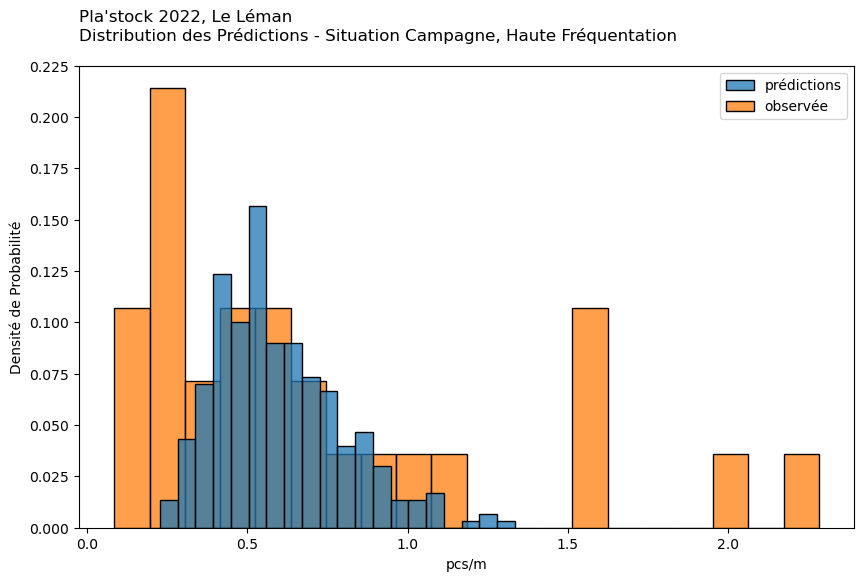 Pla'stock 2022, Le Léman
Distribution des Prédictions - Situation Campagne, Haute Fréquentation
prédictions
observée
Densité de Probabilité
0.225
0.200
0.175
0.150
0.125
0.100
0.075
0.050
0.025
0.000
0.0 0.5 1.0 1.5 2.0
pcs/m